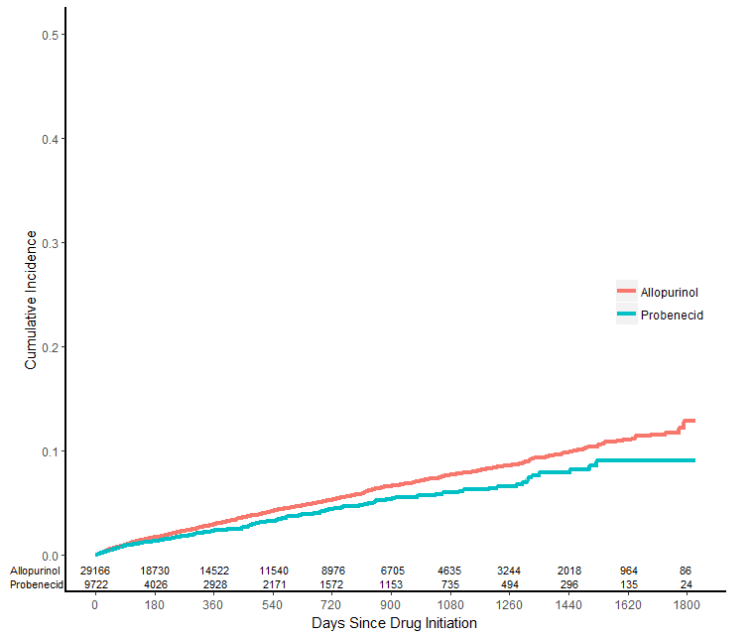 0.5
0.4
0.3
0.2
0.1
0.0
Cumulative Incidence
Allopurinol
Probenecid
Allopurinol 29166 18730 14522 11540 8976 6705 4635 3244 2018 964 86
Probenecid 9722 4026 2928 2171 1572 1153 735 494 296 135 24
0 180 360 540 720 900 1080 1260 1440 1620 1800
Days Since Drug Initiation